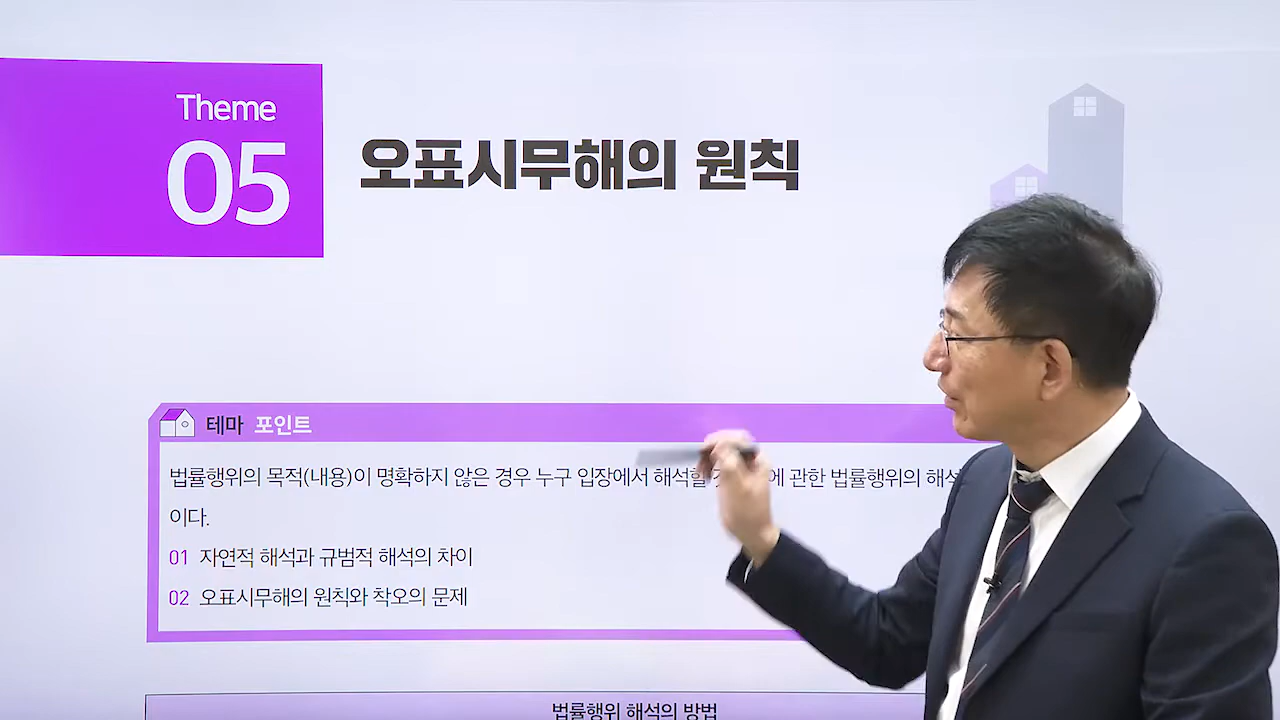 Theme
05
오표시무해의 원칙
테마 포인트
법률행위의 목적(내용)이 명확하지 않은 경우 누구 입장에서 해석할 관한 법률행위의 해석
이다.
01 자연적 해석과 규범적 해석의 차이
02 오표시무해의 원칙와 착오의 문제
법률행위 해석의 방법